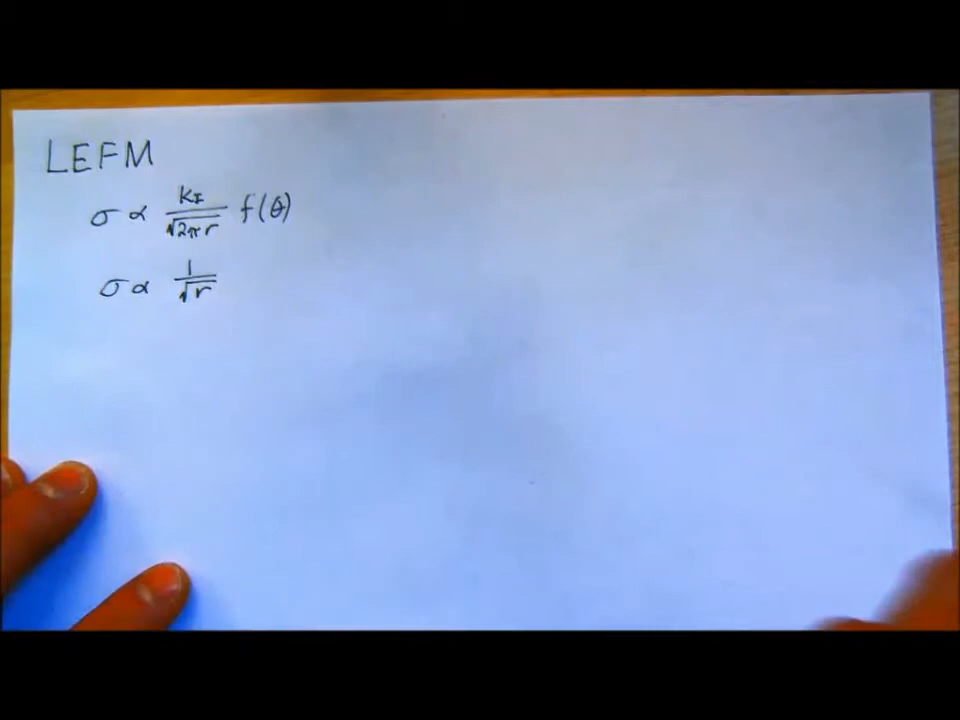 LEFM
σ ∝ K_I/√(2πr) f(θ)
σ ∝ 1/√r